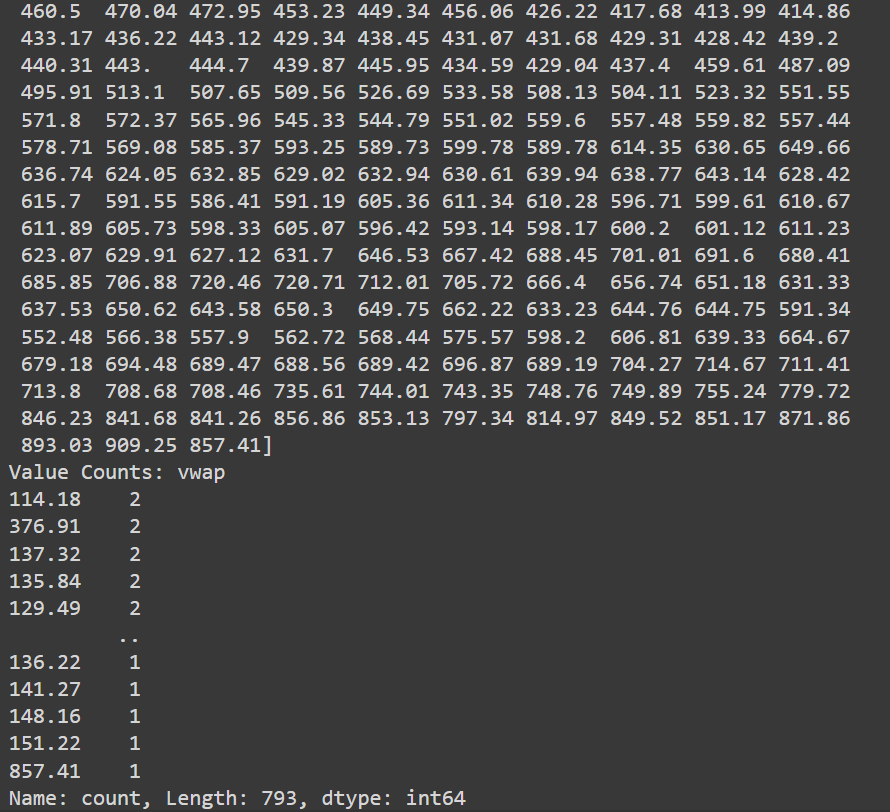 460.5  470.04 472.95 453.23 449.34 456.06 426.22 417.68 413.99 414.86
433.17 436.22 443.12 429.34 438.45 431.07 431.68 429.31 428.42 439.2
440.31 443.   444.7  439.87 445.95 434.59 429.04 437.4  459.61 487.09
495.91 513.1  507.65 509.56 526.69 533.58 508.13 504.11 523.32 551.55
571.8  572.37 565.96 545.33 544.79 551.02 559.6  557.48 559.82 557.44
578.71 569.08 585.37 593.25 589.73 599.78 589.78 614.35 630.65 649.66
636.74 624.05 632.85 629.02 632.94 630.61 639.94 638.77 643.14 628.42
615.7  591.55 586.41 591.19 605.36 611.34 610.28 596.71 599.61 610.67
611.89 605.73 598.33 605.07 596.42 593.14 598.17 600.2  601.12 611.23
623.07 629.91 627.12 631.7  646.53 667.42 688.45 701.01 691.6  680.41
685.85 706.88 720.46 720.71 712.01 705.72 666.4  656.74 651.18 631.33
637.53 650.62 643.58 650.3  649.75 662.22 633.23 644.76 644.75 591.34
552.48 566.38 557.9  562.72 568.44 575.57 598.2  606.81 639.33 664.67
679.18 694.48 689.47 688.56 689.42 696.87 689.19 704.27 714.67 711.41
713.8  708.68 708.46 735.61 744.01 743.35 748.76 749.89 755.24 779.72
846.23 841.68 841.26 856.86 853.13 797.34 814.97 849.52 851.17 871.86
893.03 909.25 857.41]
Value Counts: vwap
114.18    2
376.91    2
137.32    2
135.84    2
129.49    2
..
136.22    1
141.27    1
148.16    1
151.22    1
857.41    1
Name: count, Length: 793, dtype: int64